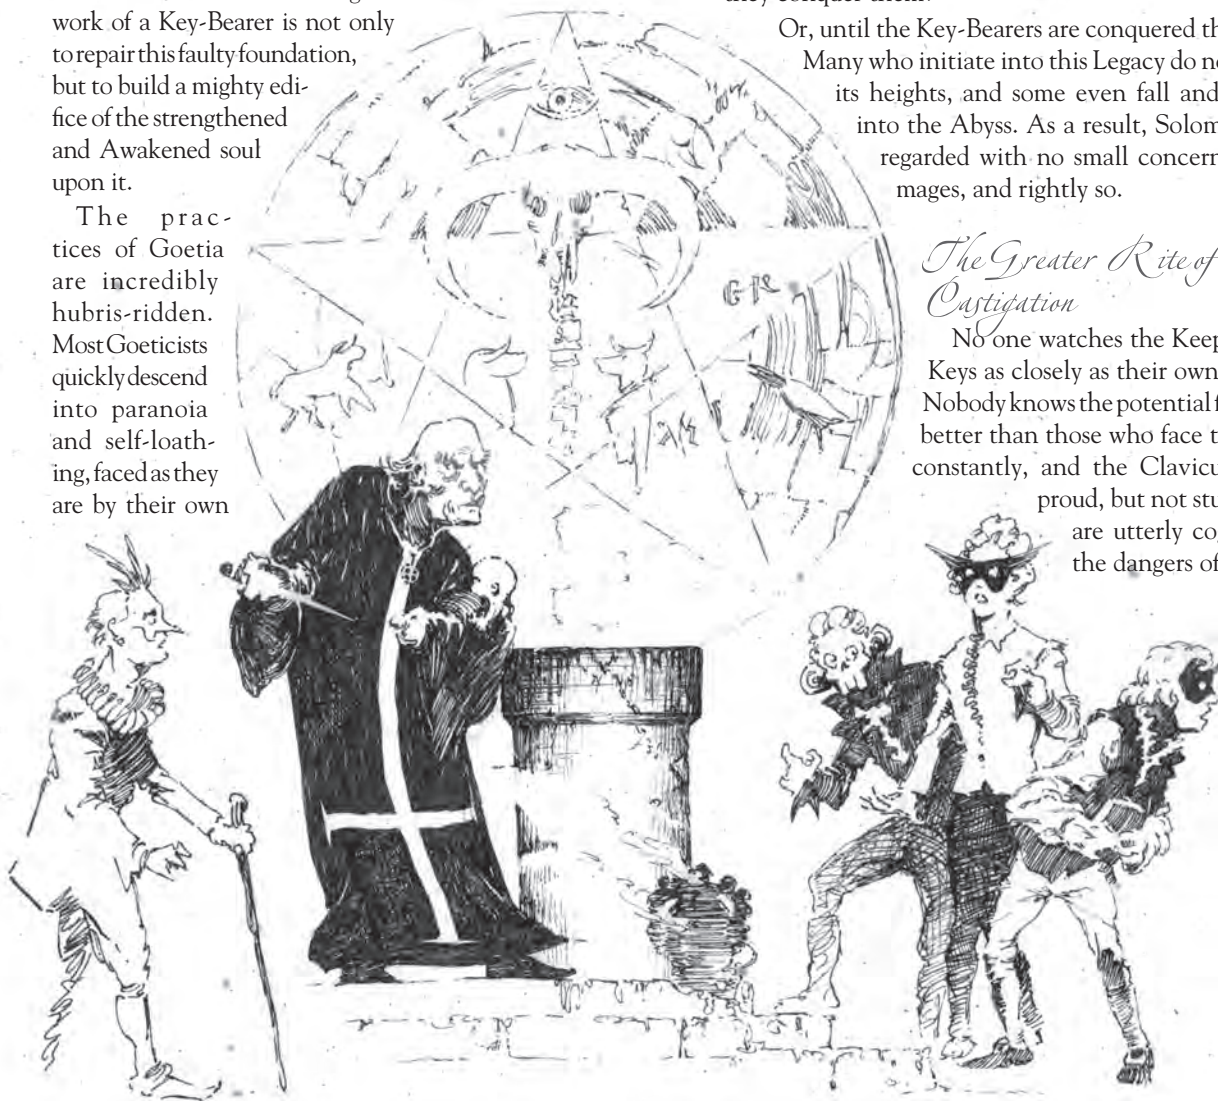 work of a Key-Bearer is not only
to repair this faulty foundation,
but to build a mighty edi-
fice of the strengthened
and Awakened soul
upon it.
The prac-
tices of Goetia
are incredibly
hubris-ridden.
Most Goeticists
quickly descend
into paranoia
and self-loath-
ing, faced as they
are by their own
they conquer them.
Or, until the Key-Bearers are conquered th
Many who initiate into this Legacy do n
its heights, and some even fall and
into the Abyss. As a result, Solom
regarded with no small concern
mages, and rightly so.
The Greater Rite of
Castigation
No one watches the Keep
Keys as closely as their own
Nobody knows the potential f
better than those who face t
constantly, and the Clavicu
proud, but not stu
are utterly co
the dangers of